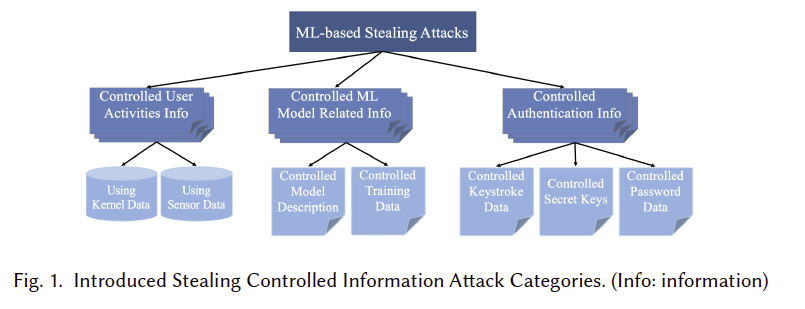 ML-based Stealing Attacks
Controlled User
Activities Info
Controlled ML
Model Related Info
Controlled
Authentication Info
Using
Kernel Data
Using
Sensor Data
Controlled
Model
Description
Controlled
Training
Data
Controlled
Keystroke
Data
Controlled
Secret Keys
Controlled
Password
Data
Fig. 1. Introduced Stealing Controlled Information Attack Categories. (Info: information)